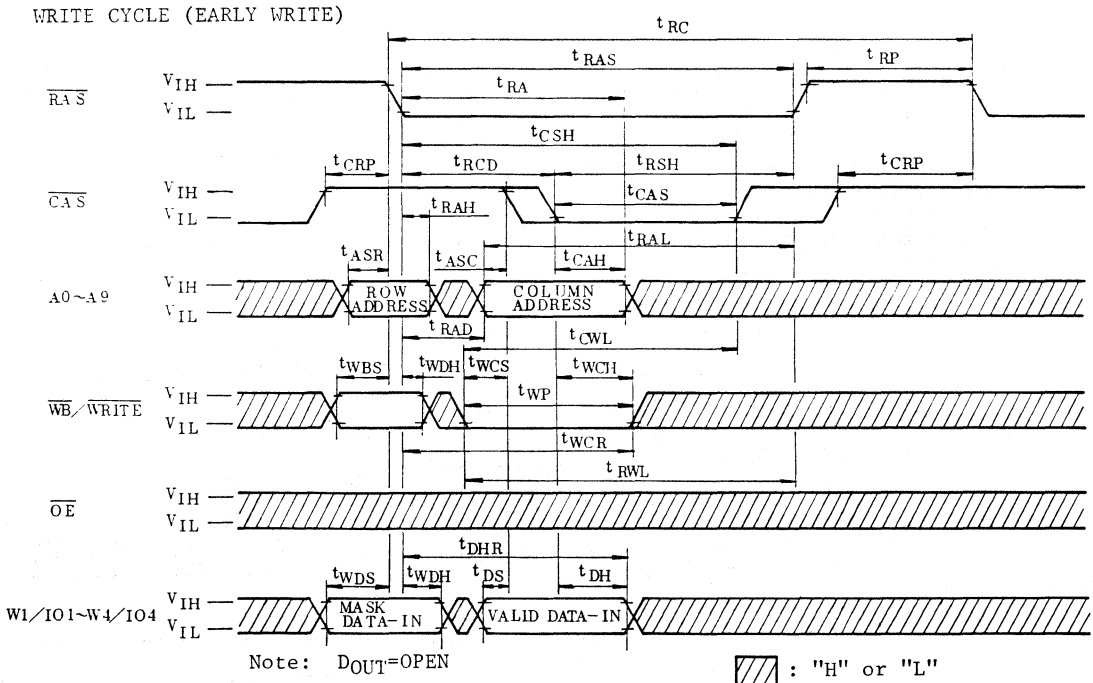 WRITE CYCLE (EARLY WRITE)
tRC
tRAS
tRP
tRA
RAS
VIH
VIL
tCSH
tCRP
tRCD
tRSH
tCRP
CAS
VIH
VIL
tCAS
tRAH
tRAL
tASR
tASC
tCAH
A0~A9
VIH
VIL
ROW ADDRESS
COLUMN ADDRESS
tRAD
tCWL
tWBS
tWDH
tWCS
tWCH
WB/WRITE
VIH
VIL
tWP
tWCR
tRWL
OE
VIH
VIL
tDHR
tWDS
tWDH
tDS
tDH
W1/IO1~W4/IO4
VIH
VIL
MASK DATA-IN
VALID DATA-IN
Note: DOUT=OPEN
: "H" or "L"